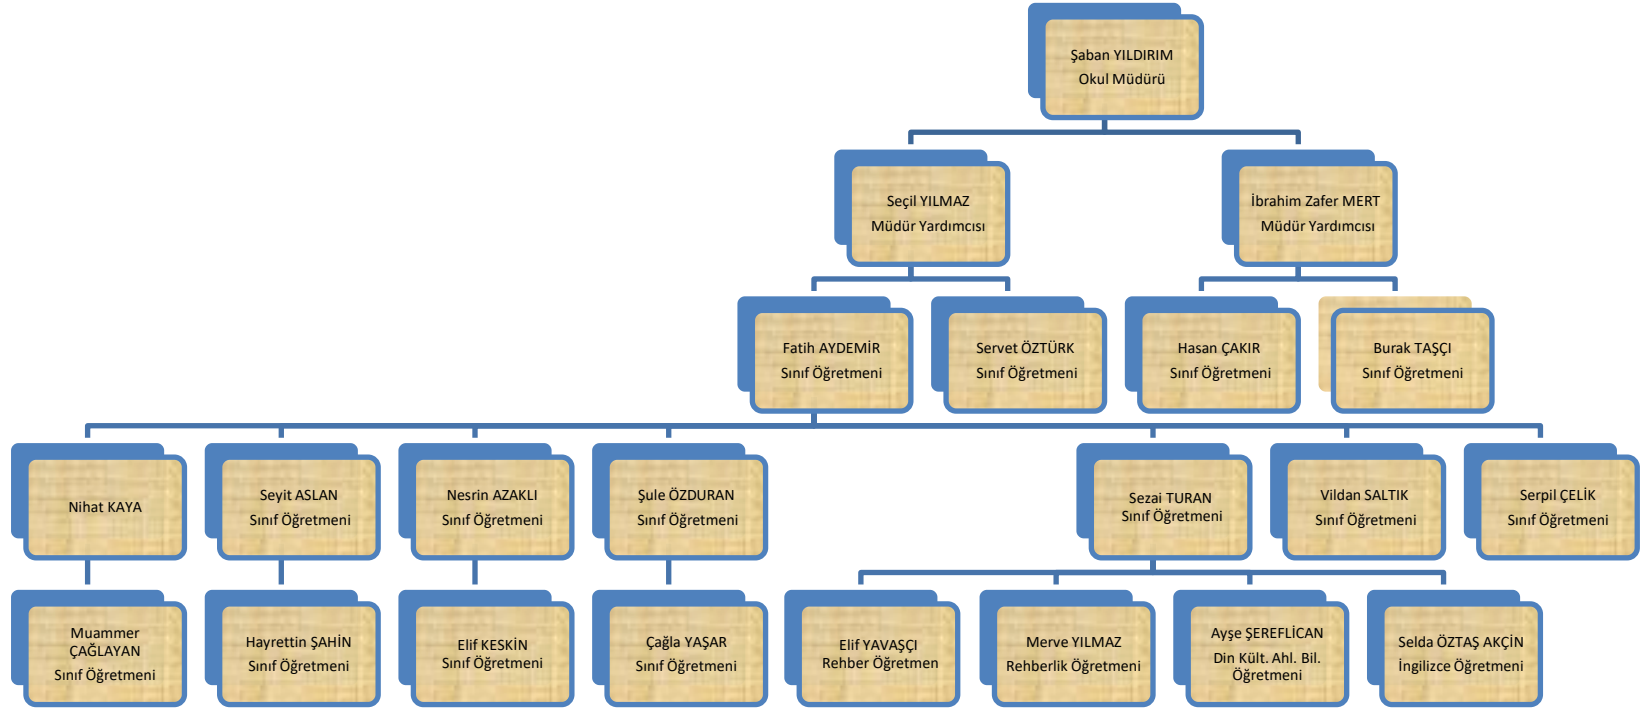 Şaban YILDIRIM
Okul Müdürü
Seçil YILMAZ
Müdür Yardımcısı
İbrahim Zafer MERT
Müdür Yardımcısı
Fatih AYDEMİR
Sınıf Öğretmeni
Servet ÖZTÜRK
Sınıf Öğretmeni
Hasan ÇAKIR
Sınıf Öğretmeni
Burak TAŞÇI
Sınıf Öğretmeni
Nihat KAYA
Seyit ASLAN
Sınıf Öğretmeni
Nesrin AZAKLI
Sınıf Öğretmeni
Şule ÖZDURAN
Sınıf Öğretmeni
Sezai TURAN
Sınıf Öğretmeni
Vildan SALTIK
Sınıf Öğretmeni
Serpil ÇELİK
Sınıf Öğretmeni
Muammer
ÇAĞLAYAN
Sınıf Öğretmeni
Hayrettin ŞAHİN
Sınıf Öğretmeni
Elif KESKİN
Sınıf Öğretmeni
Çağla YAŞAR
Sınıf Öğretmeni
Elif YAVAŞÇI
Rehber Öğretmen
Merve YILMAZ
Rehberlik Öğretmeni
Ayşe ŞEREFLİCAN
Din Kült. Ahl. Bil.
Öğretmeni
Selda ÖZTAŞ AKÇİN
İngilizce Öğretmeni